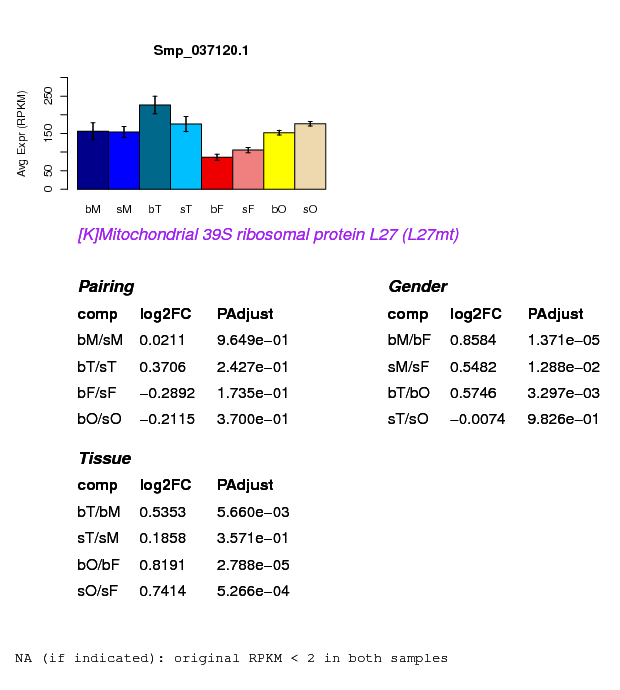 Smp_037120.1
Avg Expr (RPKM)
0 50 150 250
bM sM bT sT bF sF bO sO
[K]Mitochondrial 39S ribosomal protein L27 (L27mt)
Pairing
comp log2FC PAdjust
bM/sM 0.0211 9.649e−01
bT/sT 0.3706 2.427e−01
bF/sF −0.2892 1.735e−01
bO/sO −0.2115 3.700e−01
Gender
comp log2FC PAdjust
bM/bF 0.8584 1.371e−05
sM/sF 0.5482 1.288e−02
bT/bO 0.5746 3.297e−03
sT/sO −0.0074 9.826e−01
Tissue
comp log2FC PAdjust
bT/bM 0.5353 5.660e−03
sT/sM 0.1858 3.571e−01
bO/bF 0.8191 2.788e−05
sO/sF 0.7414 5.266e−04
NA (if indicated): original RPKM < 2 in both samples